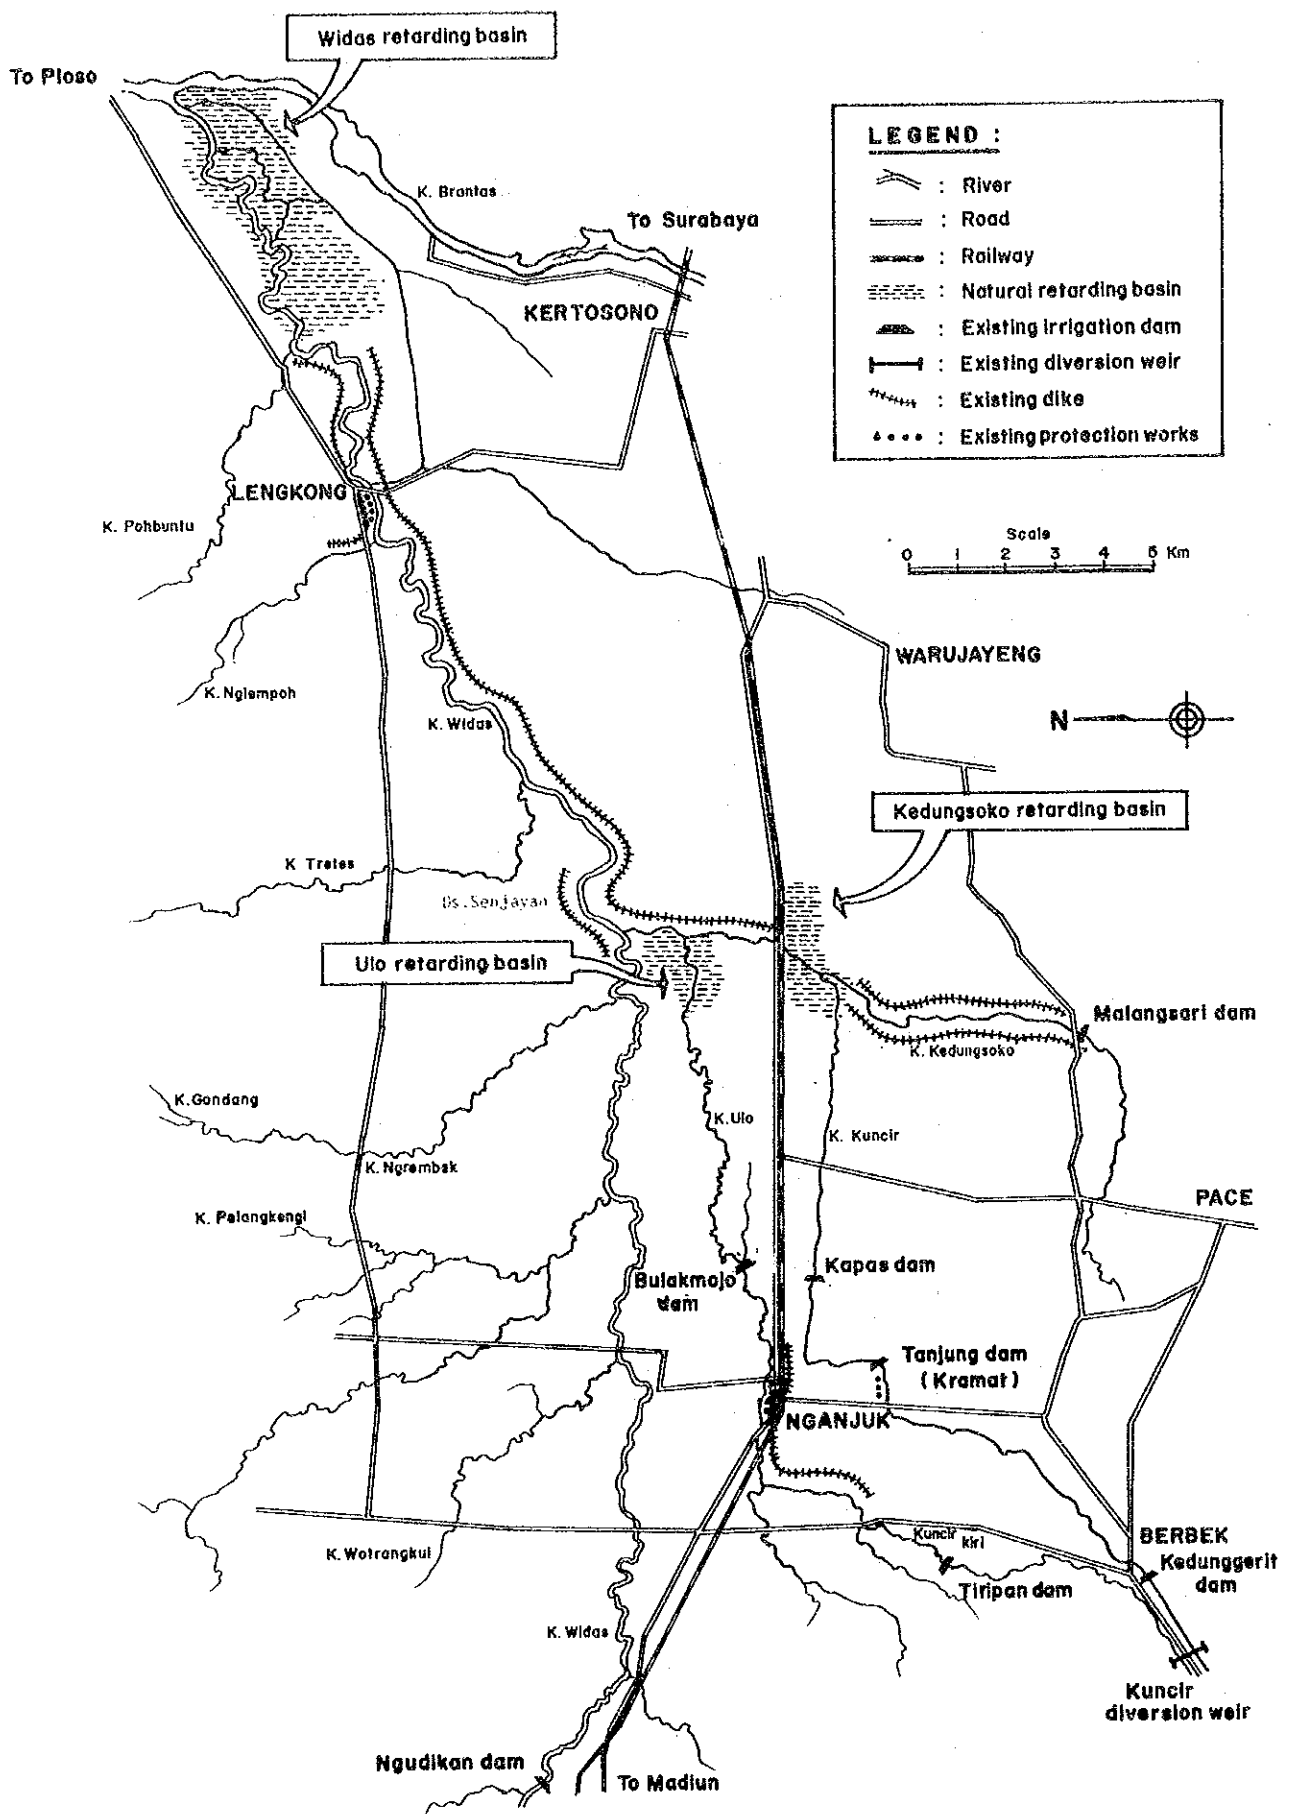 Widas retarding basin
To Ploso
LEGEND :
: River
: Road
: Railway
: Natural retarding basin
: Existing irrigation dam
: Existing diversion weir
: Existing dike
: Existing protection works
K. Brantas
To Surabaya
KERTOSONO
LENGKONG
K. Pohbuntu
Scale
0 1 2 3 4 5 Km
K. Nglempoh
WARUJAYENG
K. Widas
N
Kedungsoko retarding basin
K Tretes
Ds. Senjayan
Ulo retarding basin
Malangsari dam
K. Kedungsoko
K. Gondang
K. Ulo
K. Kuncir
K. Ngrembak
PACE
K. Pelangkengi
Bulakmojo
dam
Kapas dam
Tanjung dam
(Kramat)
NGANJUK
K. Wotrangkul
Kuncir
kiri
BERBEK
Kedunggerit
dam
Tiripan dam
K. Widas
Kuncir
diversion weir
Ngudikan dam
To Madiun